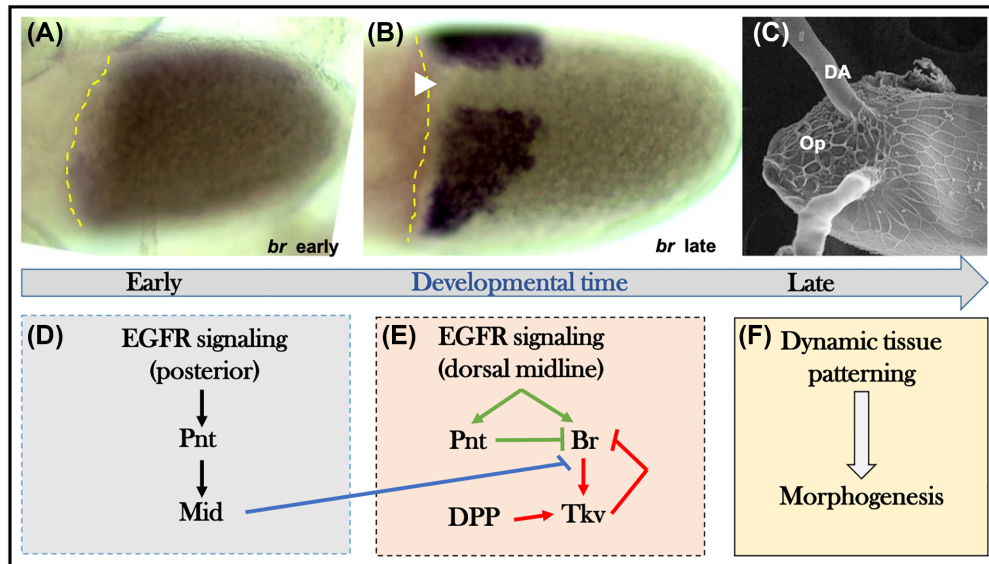 (A)
br early
(B)
br late
(C)
DA
Op
Early
Developmental time
Late
(D)
EGFR signaling
(posterior)
Pnt
Mid
(E)
EGFR signaling
(dorsal midline)
Pnt
Br
DPP
Tkv
(F)
Dynamic tissue
patterning
Morphogenesis